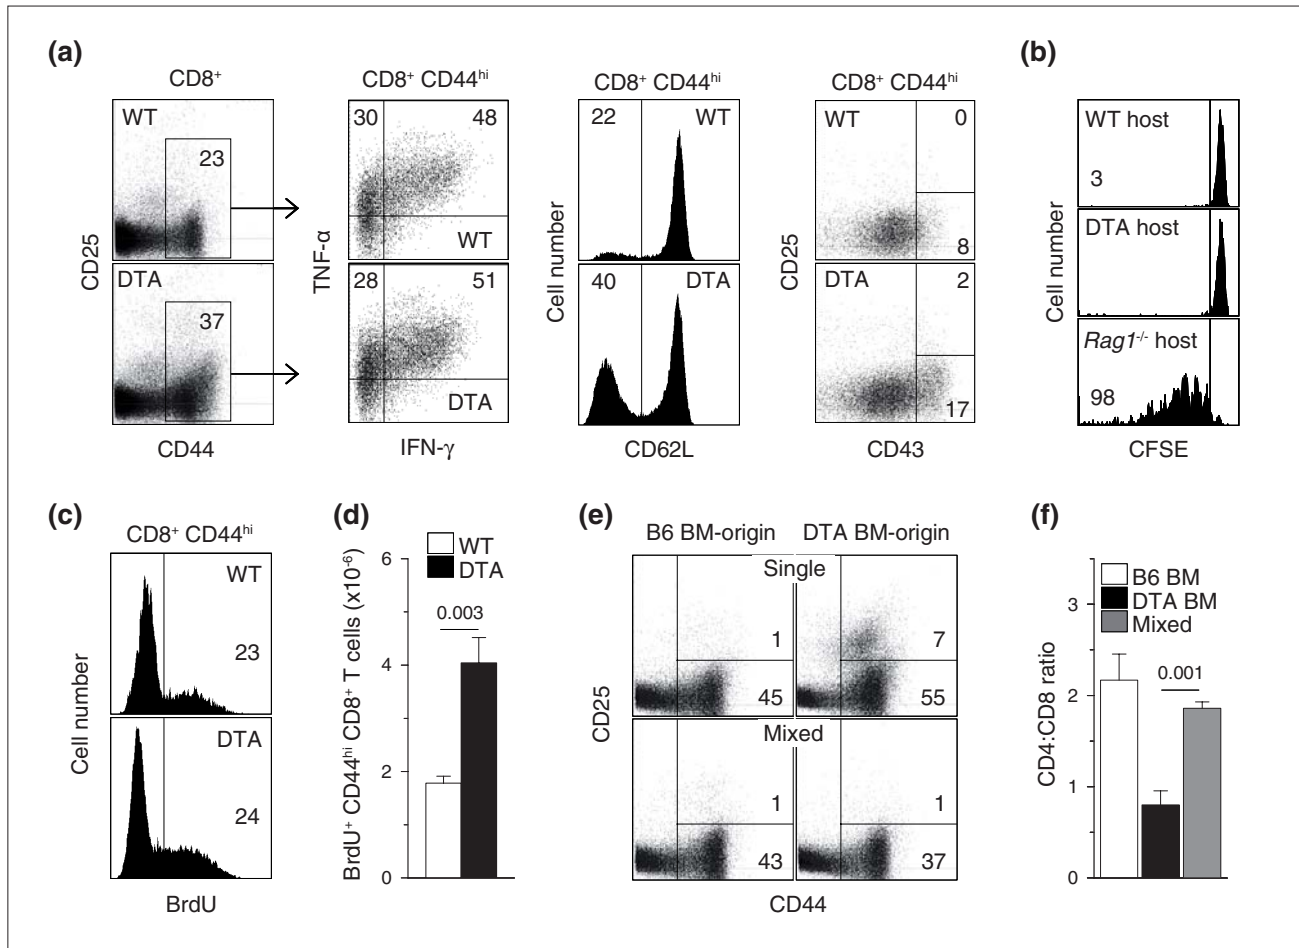 (a)
CD8⁺
CD8⁺ CD44ʰⁱ
CD8⁺ CD44ʰⁱ
CD8⁺ CD44ʰⁱ
WT
23
DTA
37
CD25
CD44
30
48
WT
28
51
DTA
TNF-α
IFN-γ
22
WT
40
DTA
Cell number
CD62L
WT
0
8
DTA
2
17
CD25
CD43
(b)
WT host
3
DTA host
Rag1⁻/⁻ host
98
Cell number
CFSE
(c)
CD8⁺ CD44ʰⁱ
WT
23
DTA
24
Cell number
BrdU
(d)
WT
DTA
BrdU⁺ CD44ʰⁱ CD8⁺ T cells (x10⁻⁶)
6
4
2
0
0.003
(e)
B6 BM-origin
DTA BM-origin
Single
1
7
45
55
Mixed
1
1
43
37
CD25
CD44
(f)
B6 BM
DTA BM
Mixed
CD4:CD8 ratio
3
2
1
0
0.001